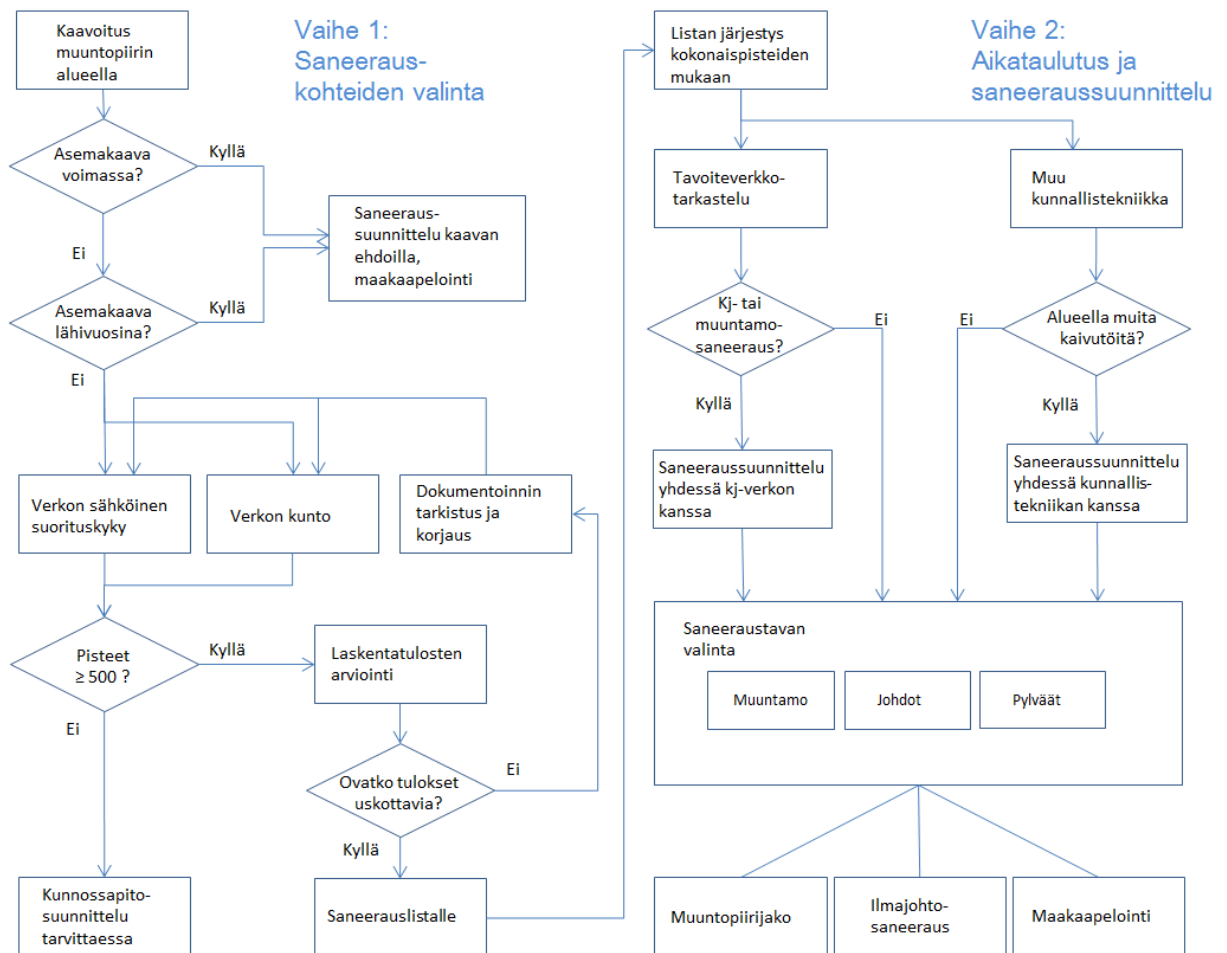 Kaavoitus
muuntopiirin
alueella
Vaihe 1:
Saneeraus-
kohteiden valinta
Asemakaava
voimassa?
Kyllä
Ei
Saneeraus-
suunnittelu kaavan
ehdoilla,
maakaapelointi
Asemakaava
lähivuosina?
Kyllä
Ei
Verkon sähköinen
suorituskyky
Verkon kunto
Dokumentoinnin
tarkistus ja
korjaus
Pisteet
≥ 500 ?
Kyllä
Ei
Laskentatulosten
arviointi
Ovatko tulokset
uskottavia?
Ei
Kyllä
Kunnossapito-
suunnittelu
tarvittaessa
Saneerauslistalle
Listan järjestys
kokonaispisteiden
mukaan
Vaihe 2:
Aikataulutus ja
saneeraussuunnittelu
Tavoiteverkko-
tarkastelu
Muu
kunnallistekniikka
Kj- tai
muuntamo-
saneeraus?
Ei
Ei
Alueella muita
kaivutöitä?
Kyllä
Kyllä
Saneeraussuunnittelu
yhdessä kj-verkon
kanssa
Saneeraussuunnittelu
yhdessä kunnallis-
tekniikan kanssa
Saneeraustavan
valinta
Muuntamo
Johdot
Pylväät
Muuntopiirijako
Ilmajohto-
saneeraus
Maakaapelointi